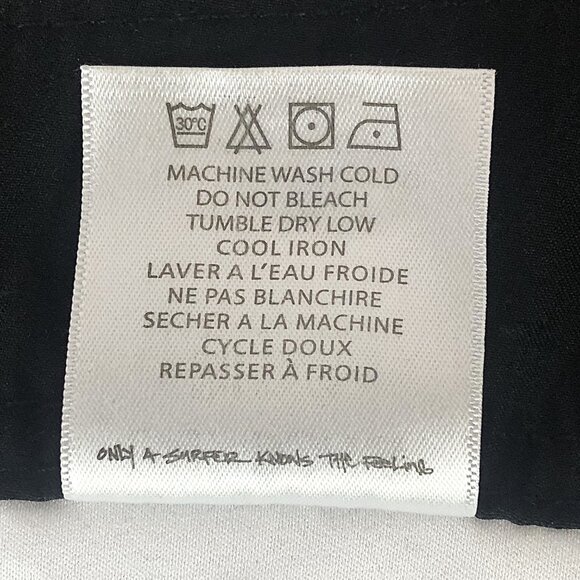 30°C
MACHINE WASH COLD
DO NOT BLEACH
TUMBLE DRY LOW
COOL IRON
LAVER A L'EAU FROIDE
NE PAS BLANCHIRE
SECHER A LA MACHINE
CYCLE DOUX
REPASSER À FROID
ONLY A SURFER KNOWS THE FEELING